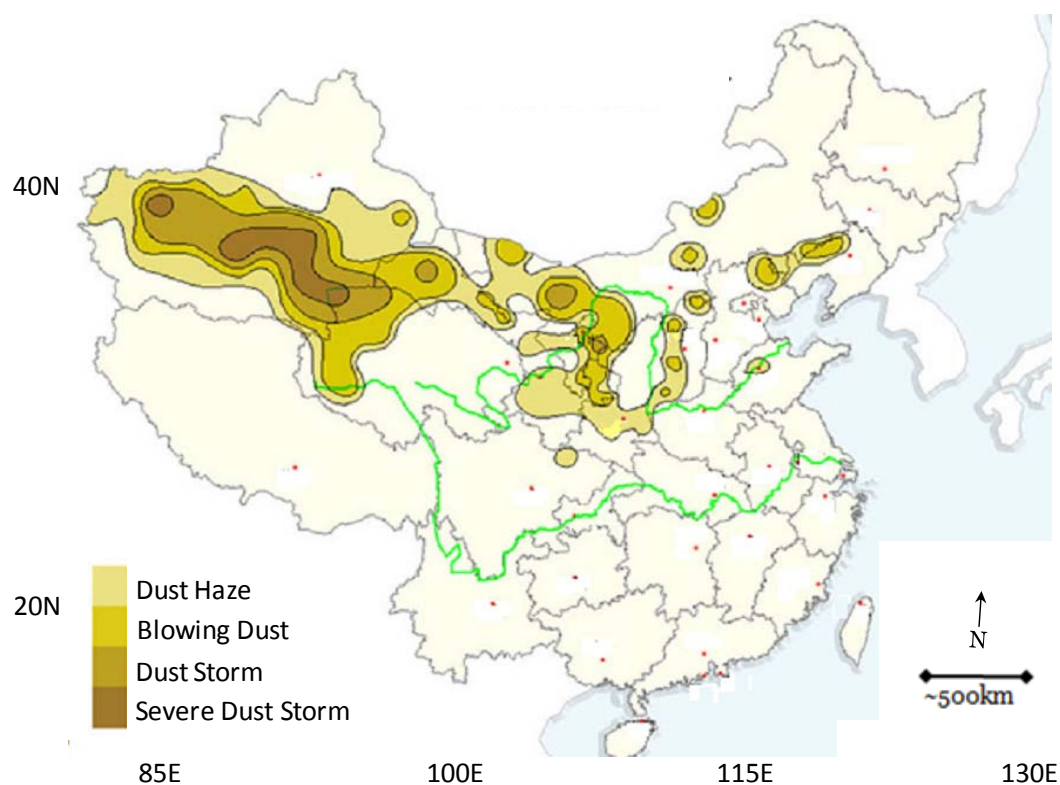 40N
20N
Dust Haze
Blowing Dust
Dust Storm
Severe Dust Storm
N
~500km
85E
100E
115E
130E